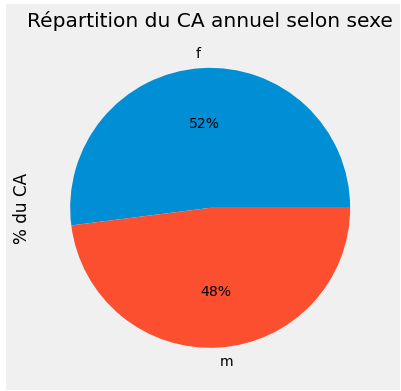 Répartition du CA annuel selon sexe
f
52%
% du CA
48%
m